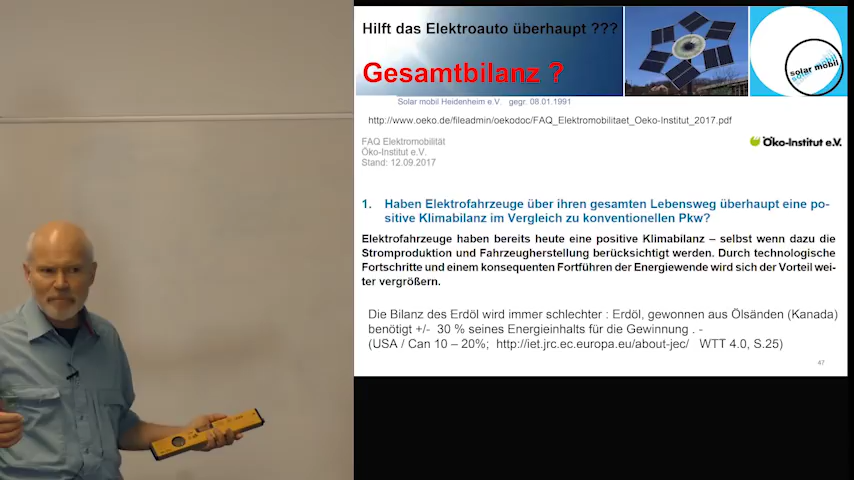 Hilft das Elektroauto überhaupt ???
Gesamtbilanz ?
solar mobil
Solar mobil Heidenheim e.V. gegr. 08.01.1991
http://www.oeko.de/fileadmin/oekodoc/FAQ_Elektromobilitaet_Oeko-Institut_2017.pdf
FAQ Elektromobilität
Öko-Institut e.V.
Stand: 12.09.2017
Öko-Institut e.V.
1. Haben Elektrofahrzeuge über ihren gesamten Lebensweg überhaupt eine po-
sitive Klimabilanz im Vergleich zu konventionellen Pkw?
Elektrofahrzeuge haben bereits heute eine positive Klimabilanz – selbst wenn dazu die
Stromproduktion und Fahrzeugherstellung berücksichtigt werden. Durch technologische
Fortschritte und einem konsequenten Fortführen der Energiewende wird sich der Vorteil wei-
ter vergrößern.
Die Bilanz des Erdöl wird immer schlechter : Erdöl, gewonnen aus Ölsänden (Kanada)
benötigt +/- 30 % seines Energieinhalts für die Gewinnung . -
(USA / Can 10 – 20%; http://iet.jrc.ec.europa.eu/about-jec/ WTT 4.0, S.25)
47